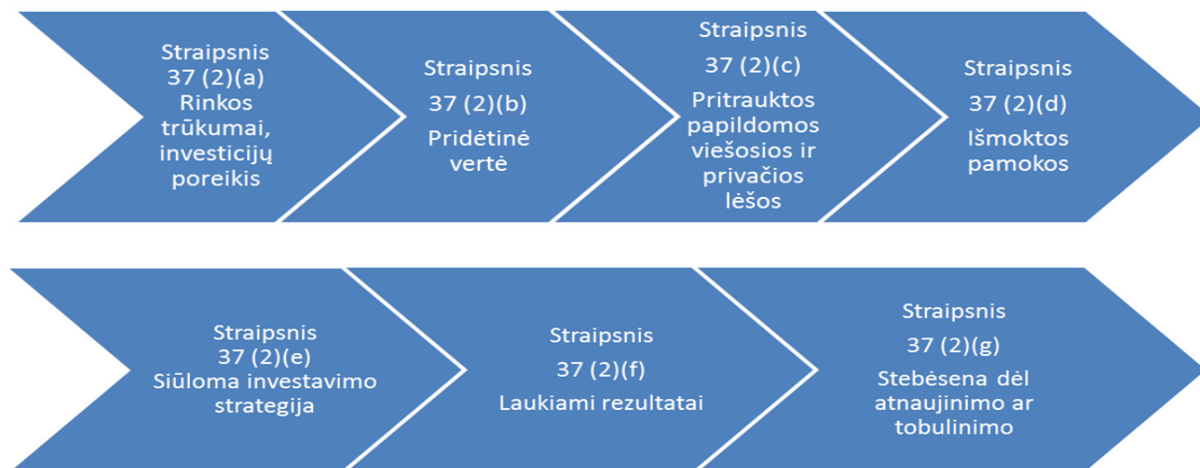 Straipsnis
37 (2)(a)
Rinkos
trūkumai,
investicijų
poreikis
Straipsnis
37 (2)(b)
Pridėtinė
vertė
Straipsnis
37 (2)(c)
Pritrauktos
papildomos
viešosios ir
privačios
lėšos
Straipsnis
37 (2)(d)
Išmoktos
pamokos
Straipsnis
37 (2)(e)
Siūloma investavimo
strategija
Straipsnis
37 (2)(f)
Laukiami rezultatai
Straipsnis
37 (2)(g)
Stebėsena dėl
atnaujinimo ar
tobulinimo